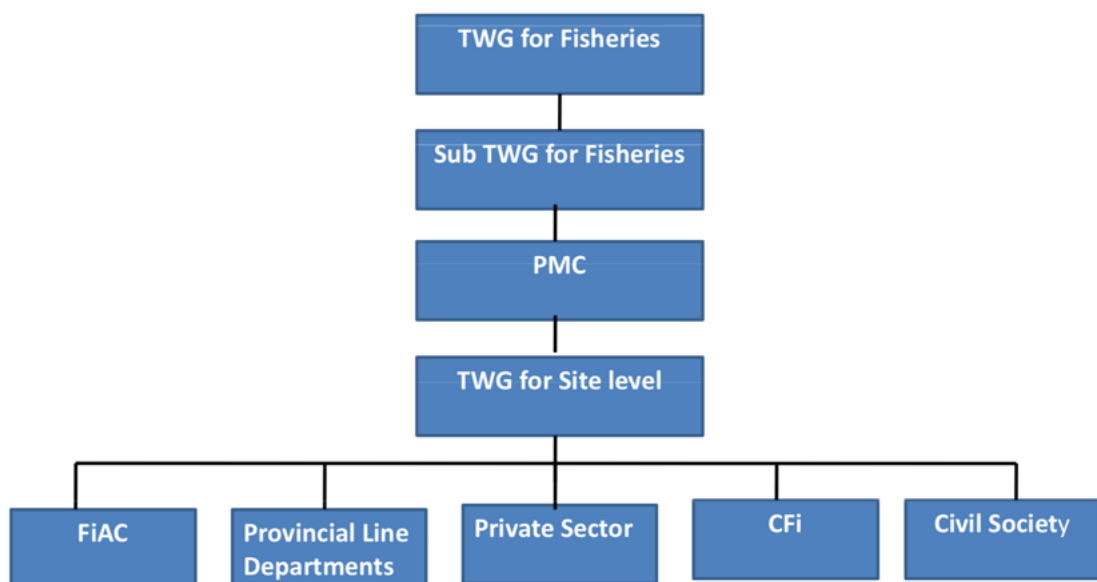 TWG for Fisheries
Sub TWG for Fisheries
PMC
TWG for Site level
FiAC
Provincial Line
Departments
Private Sector
CFi
Civil Society